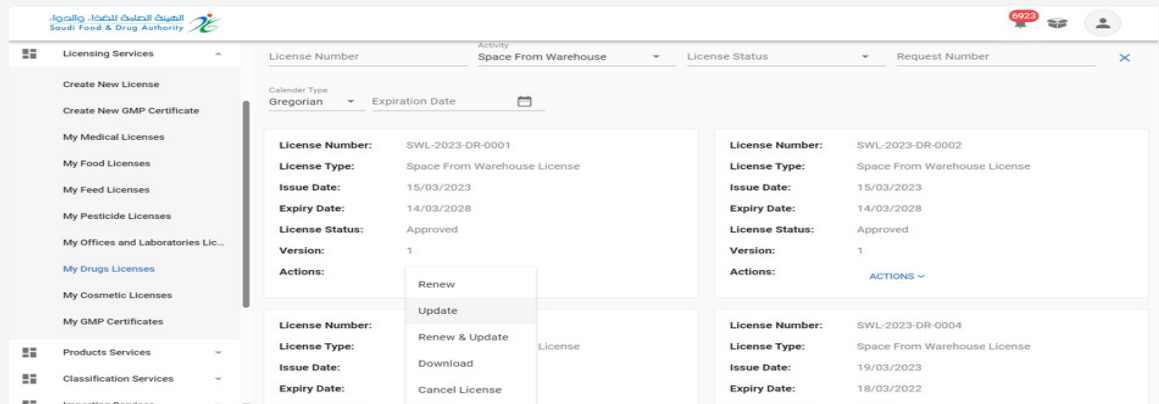 الهيئة العامة للغذاء والدواء
Saudi Food & Drug Authority
6923
Licensing Services
Create New License
Create New GMP Certificate
My Medical Licenses
My Food Licenses
My Feed Licenses
My Pesticide Licenses
My Offices and Laboratories Lic...
My Drugs Licenses
My Cosmetic Licenses
My GMP Certificates
Products Services
Classification Services
License Number
Activity
Space From Warehouse
License Status
Request Number
Calender Type
Gregorian
Expiration Date
License Number: SWL-2023-DR-0001
License Type: Space From Warehouse License
Issue Date: 15/03/2023
Expiry Date: 14/03/2028
License Status: Approved
Version: 1
Actions:
Renew
Update
Renew & Update
Download
Cancel License
License Number: SWL-2023-DR-0002
License Type: Space From Warehouse License
Issue Date: 15/03/2023
Expiry Date: 14/03/2028
License Status: Approved
Version: 1
Actions: ACTIONS
License Number:
License Type: License
Issue Date:
Expiry Date:
License Number: SWL-2023-DR-0004
License Type: Space From Warehouse License
Issue Date: 19/03/2023
Expiry Date: 18/03/2022